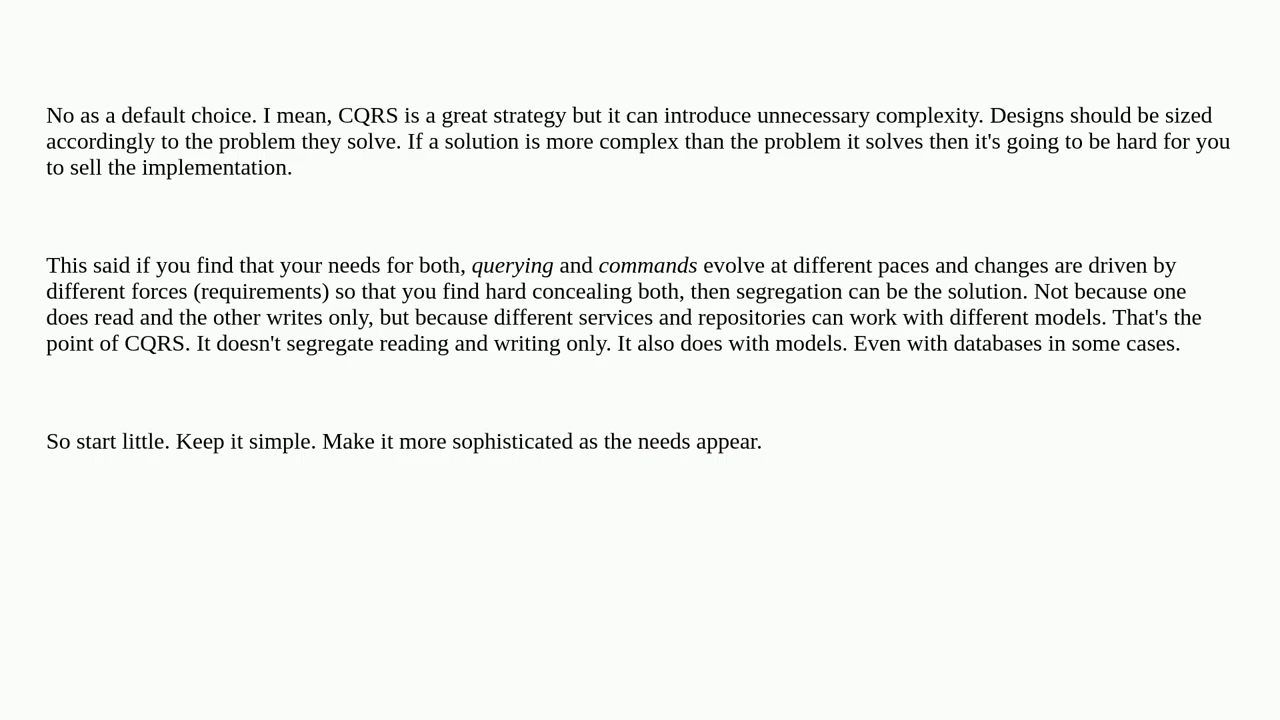 No as a default choice. I mean, CQRS is a great strategy but it can introduce unnecessary complexity. Designs should be sized
accordingly to the problem they solve. If a solution is more complex than the problem it solves then it's going to be hard for you
to sell the implementation.
This said if you find that your needs for both, querying and commands evolve at different paces and changes are driven by
different forces (requirements) so that you find hard concealing both, then segregation can be the solution. Not because one
does read and the other writes only, but because different services and repositories can work with different models. That's the
point of CQRS. It doesn't segregate reading and writing only. It also does with models. Even with databases in some cases.
So start little. Keep it simple. Make it more sophisticated as the needs appear.